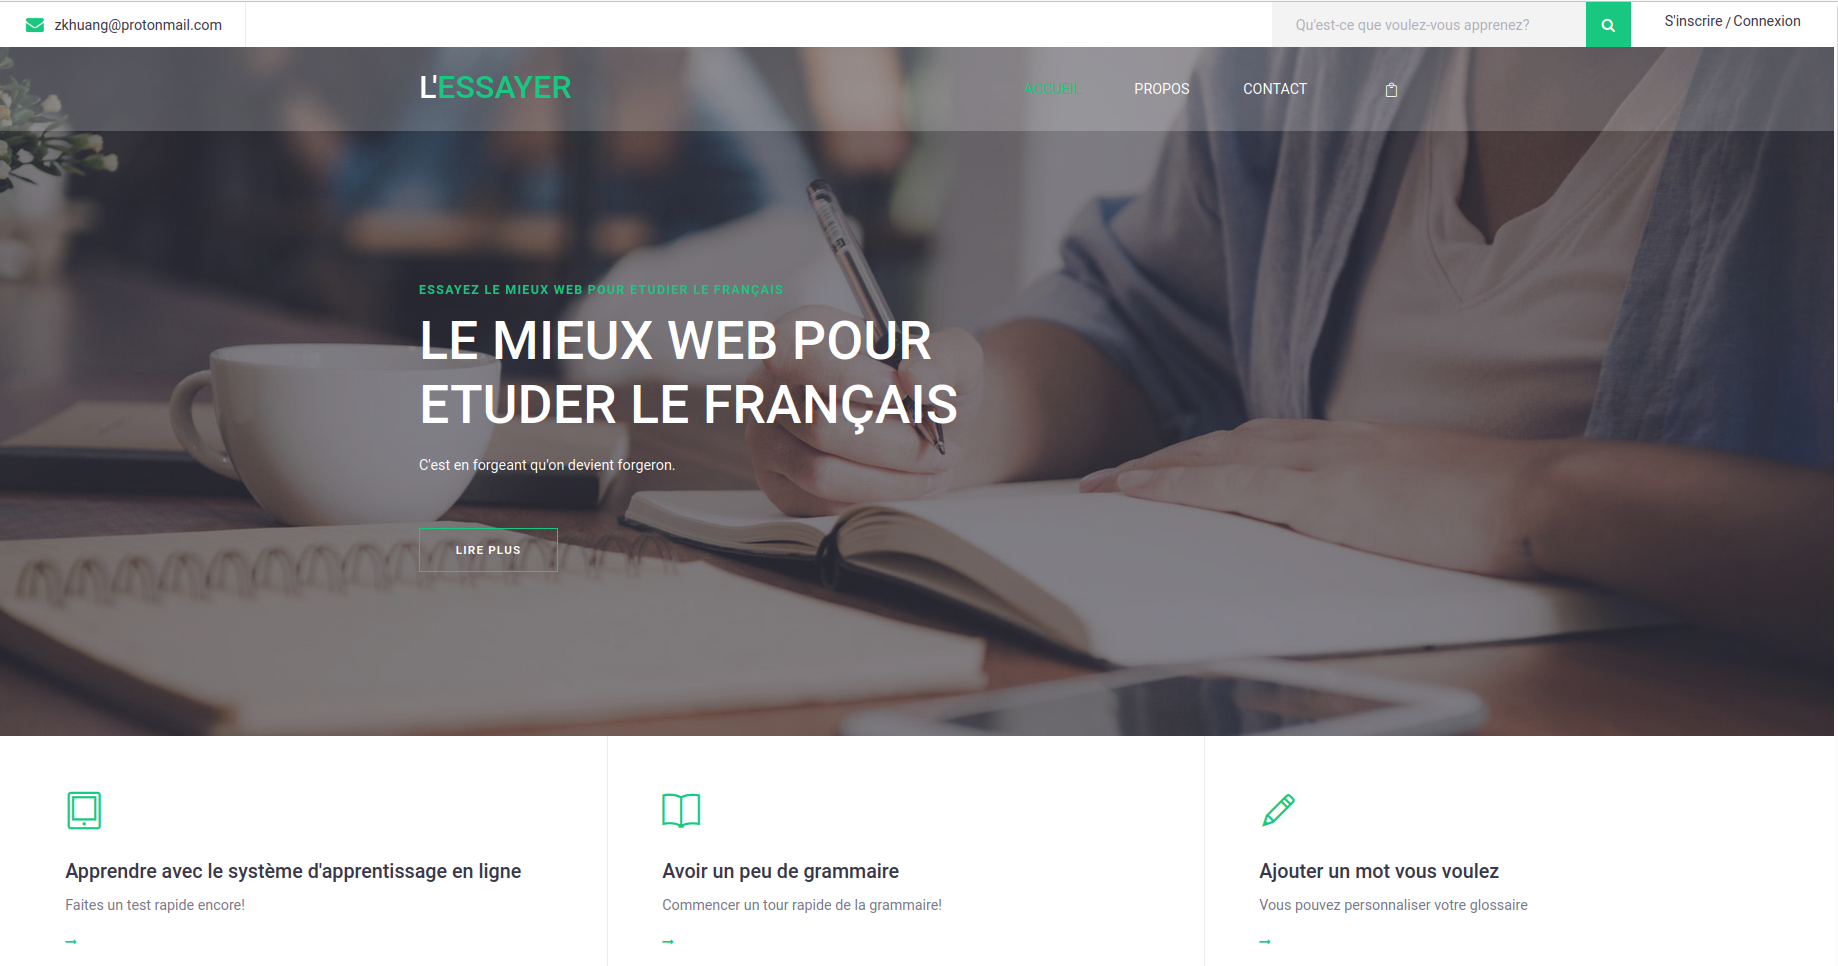 zkhuang@protonmail.com
Qu'est-ce que voulez-vous apprenez?
S'inscrire / Connexion
L'ESSAYER
ACCUEIL
PROPOS
CONTACT
ESSAYEZ LE MIEUX WEB POUR ETUDIER LE FRANÇAIS
LE MIEUX WEB POUR
ETUDER LE FRANÇAIS
C'est en forgeant qu'on devient forgeron.
LIRE PLUS
Apprendre avec le système d'apprentissage en ligne
Faites un test rapide encore!
Avoir un peu de grammaire
Commencer un tour rapide de la grammaire!
Ajouter un mot vous voulez
Vous pouvez personnaliser votre glossaire